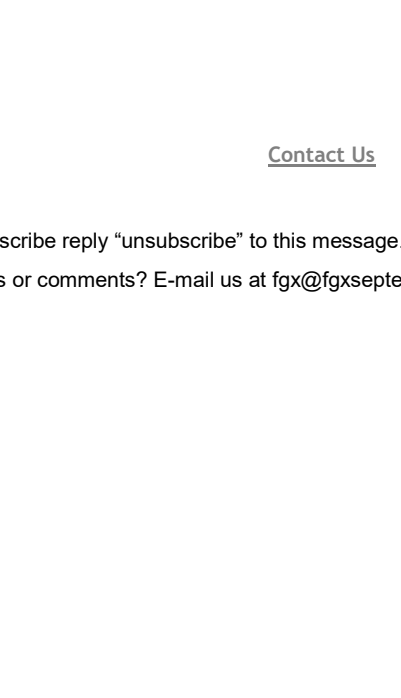 Contact Us
scribe reply “unsubscribe” to this message.
s or comments? E-mail us at fgx@fgxsepte